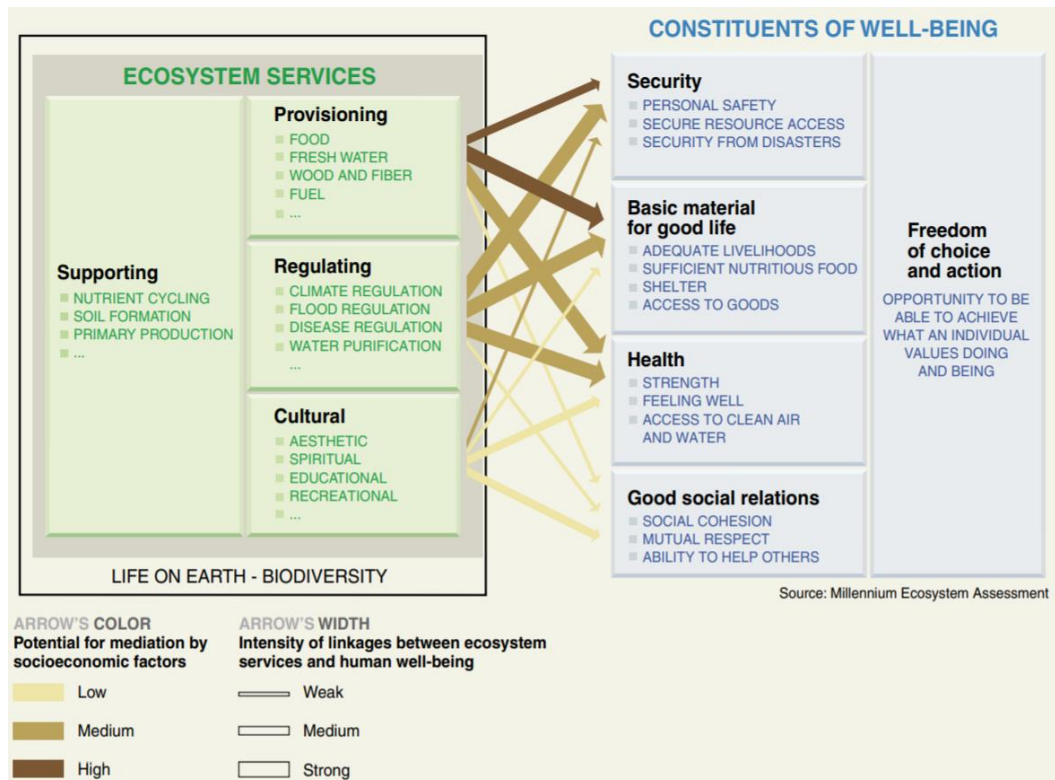 CONSTITUENTS OF WELL-BEING
ECOSYSTEM SERVICES
Supporting
NUTRIENT CYCLING
SOIL FORMATION
PRIMARY PRODUCTION
...
Provisioning
FOOD
FRESH WATER
WOOD AND FIBER
FUEL
...
Regulating
CLIMATE REGULATION
FLOOD REGULATION
DISEASE REGULATION
WATER PURIFICATION
...
Cultural
AESTHETIC
SPIRITUAL
EDUCATIONAL
RECREATIONAL
...
LIFE ON EARTH - BIODIVERSITY
Security
PERSONAL SAFETY
SECURE RESOURCE ACCESS
SECURITY FROM DISASTERS
Basic material
for good life
ADEQUATE LIVELIHOODS
SUFFICIENT NUTRITIOUS FOOD
SHELTER
ACCESS TO GOODS
Health
STRENGTH
FEELING WELL
ACCESS TO CLEAN AIR
AND WATER
Good social relations
SOCIAL COHESION
MUTUAL RESPECT
ABILITY TO HELP OTHERS
Freedom
of choice
and action
OPPORTUNITY TO BE
ABLE TO ACHIEVE
WHAT AN INDIVIDUAL
VALUES DOING
AND BEING
Source: Millennium Ecosystem Assessment
ARROW'S COLOR
Potential for mediation by
socioeconomic factors
Low
Medium
High
ARROW'S WIDTH
Intensity of linkages between ecosystem
services and human well-being
Weak
Medium
Strong